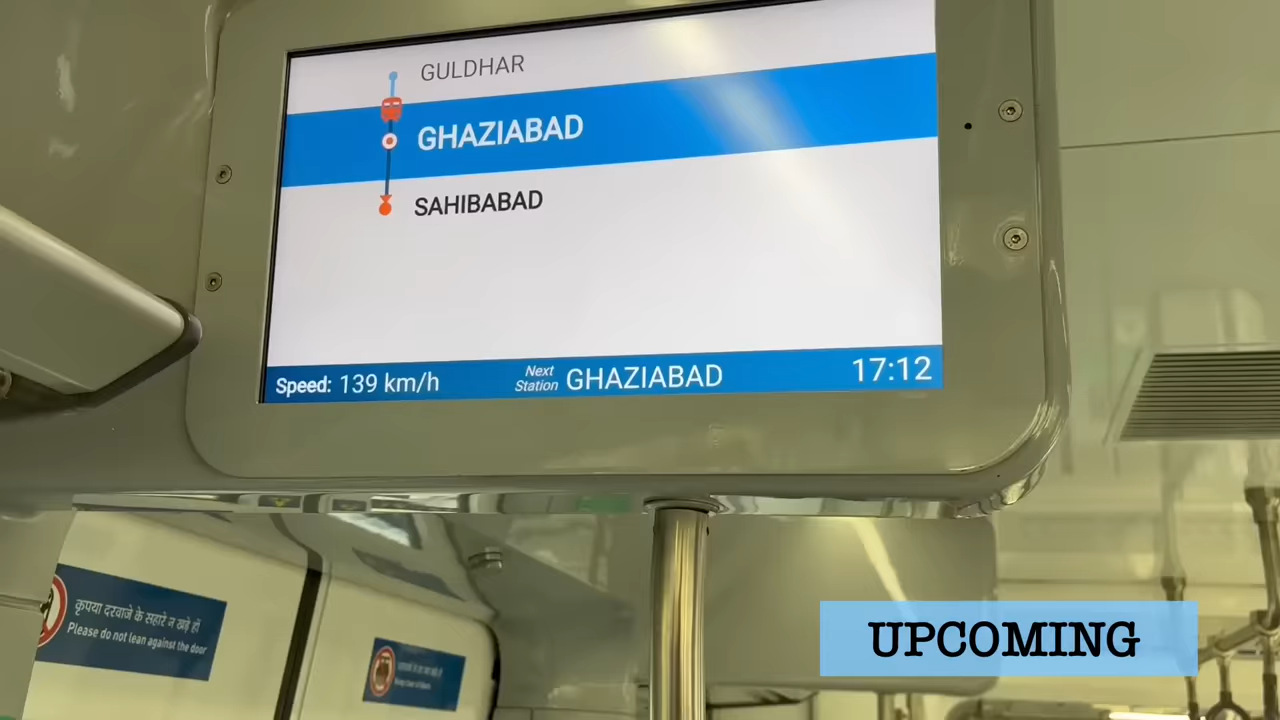 GULDHAR
GHAZIABAD
SAHIBABAD
Speed: 139 km/h
Next Station GHAZIABAD
17:12
कृपया दरवाजे के सहारे न खड़े हों
Please do not lean against the door
UPCOMING